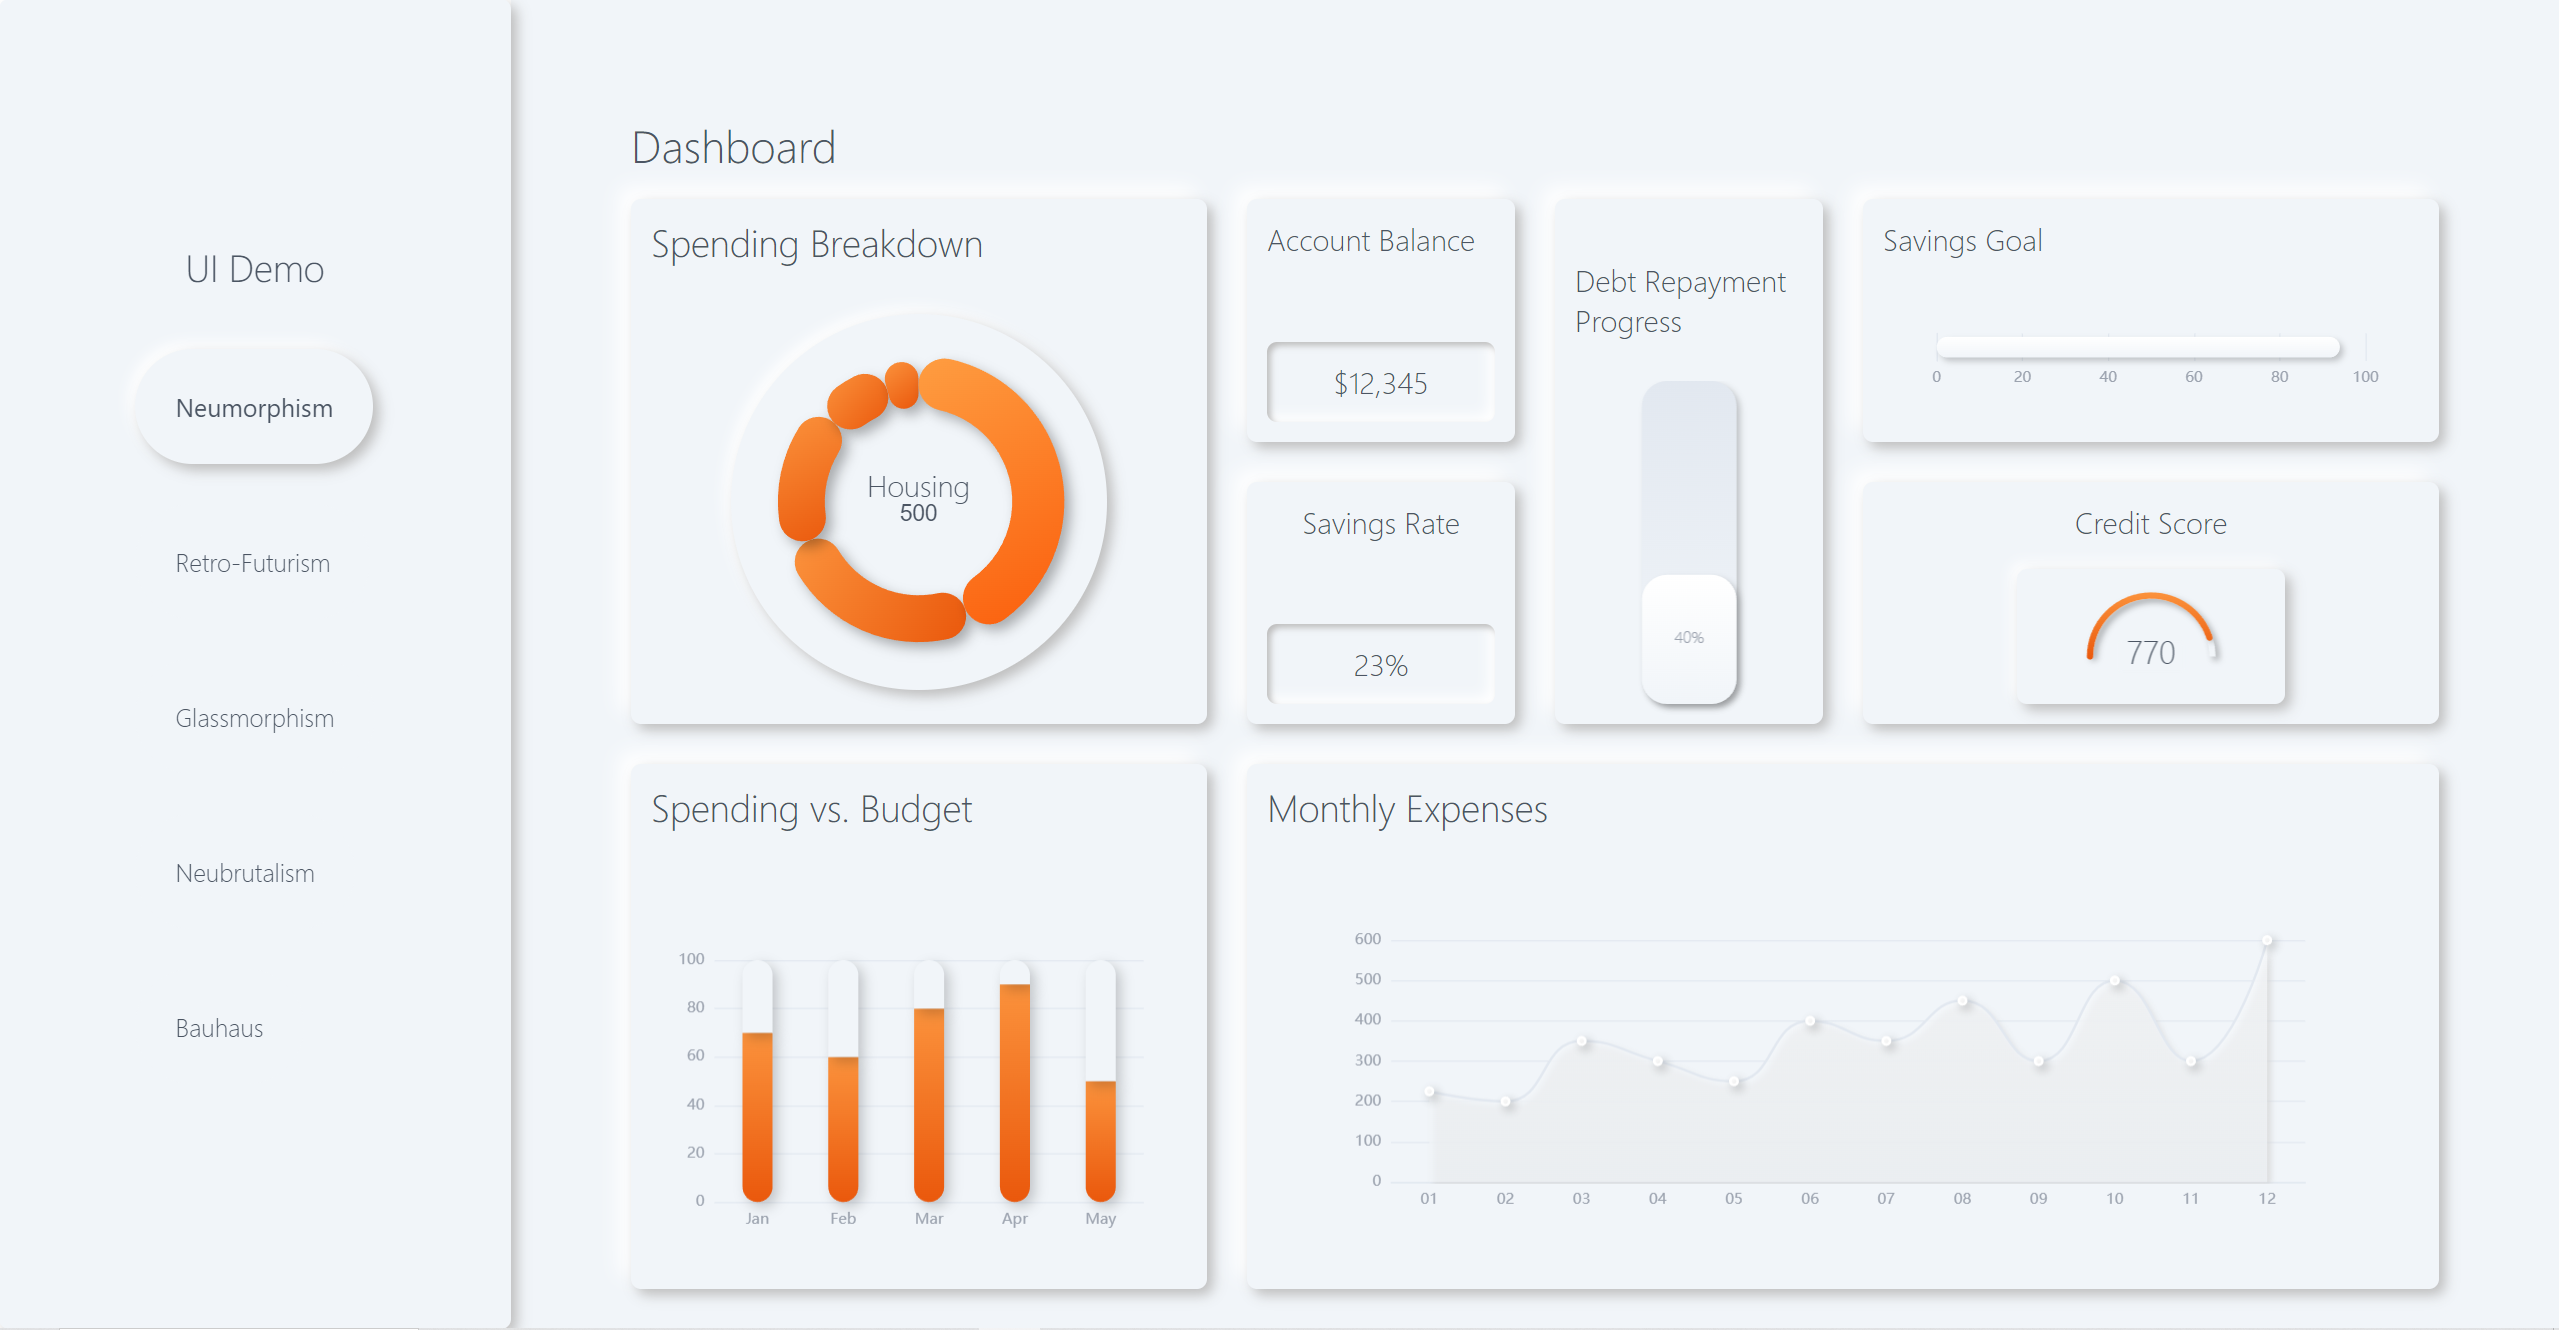 UI Demo
Neumorphism
Retro-Futurism
Glassmorphism
Neubrutalism
Bauhaus
Dashboard
Spending Breakdown
Housing
500
Account Balance
$12,345
Savings Rate
23%
Debt Repayment
Progress
40%
Savings Goal
0 20 40 60 80 100
Credit Score
770
Spending vs. Budget
100
80
60
40
20
0
Jan Feb Mar Apr May
Monthly Expenses
600
500
400
300
200
100
0
01 02 03 04 05 06 07 08 09 10 11 12